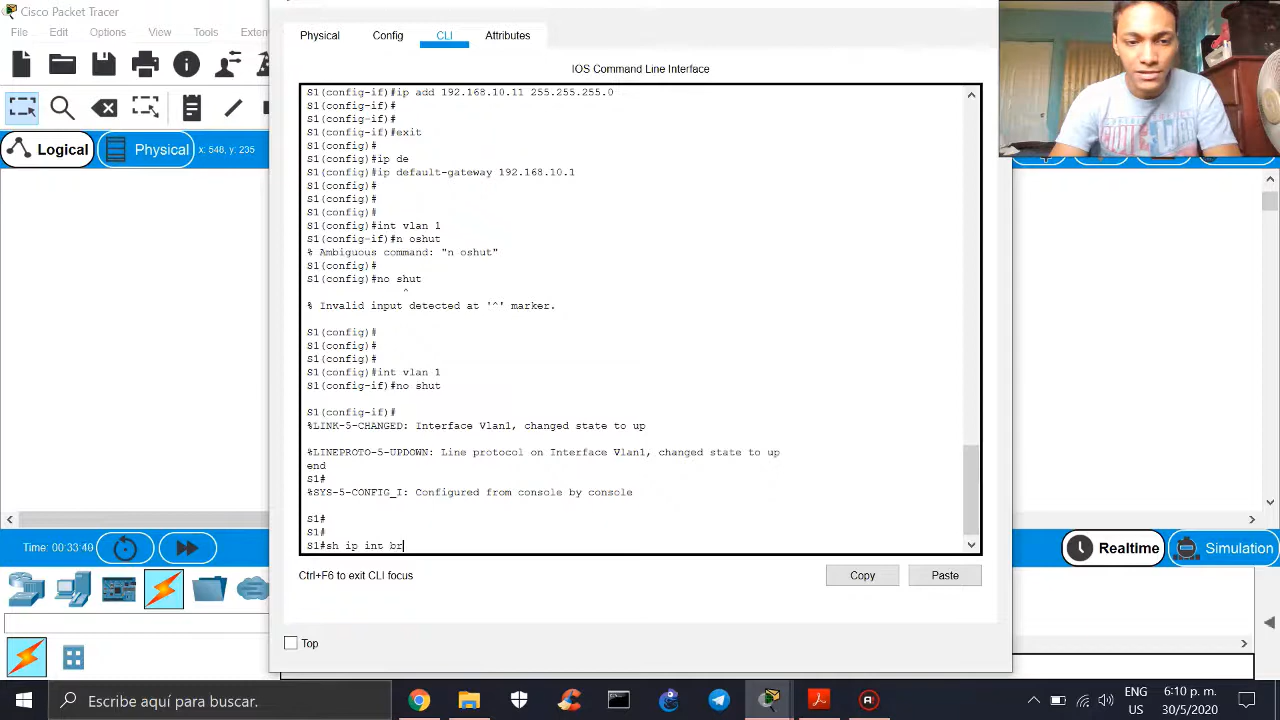 Cisco Packet Tracer
File Edit Options View Tools Exten
Physical Config CLI Attributes
IOS Command Line Interface
Logical
Physical
x: 548, y: 235
S1(config-if)#ip add 192.168.10.11 255.255.255.0
S1(config-if)#
S1(config-if)#
S1(config-if)#exit
S1(config)#
S1(config)#ip de
S1(config)#ip default-gateway 192.168.10.1
S1(config)#
S1(config)#
S1(config)#
S1(config)#int vlan 1
S1(config-if)#n oshut
% Ambiguous command: "n oshut"
S1(config)#
S1(config)#no shut
^
% Invalid input detected at '^' marker.
S1(config)#
S1(config)#
S1(config)#
S1(config)#int vlan 1
S1(config-if)#no shut
S1(config-if)#
%LINK-5-CHANGED: Interface Vlan1, changed state to up
%LINEPROTO-5-UPDOWN: Line protocol on Interface Vlan1, changed state to up
end
S1#
%SYS-5-CONFIG_I: Configured from console by console
S1#
S1#
S1#sh ip int br
Ctrl+F6 to exit CLI focus
Copy
Paste
Top
Time: 00:33:40
Realtime
Simulation
Escribe aquí para buscar.
ENG
US
6:10 p. m.
30/5/2020